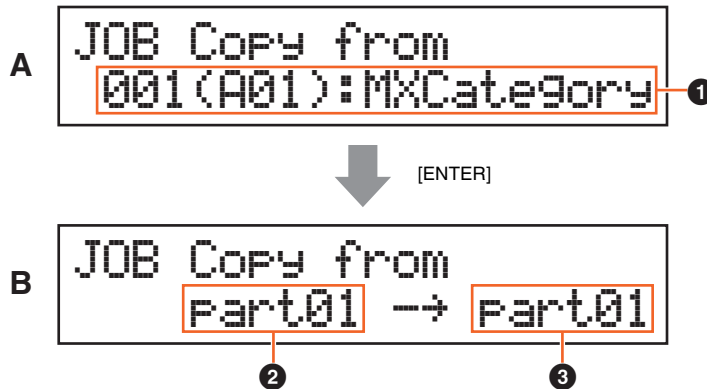 A
JOB Copy from
001(A01):MXCategory
1
[ENTER]
B
JOB Copy from
part01 → part01
2
3